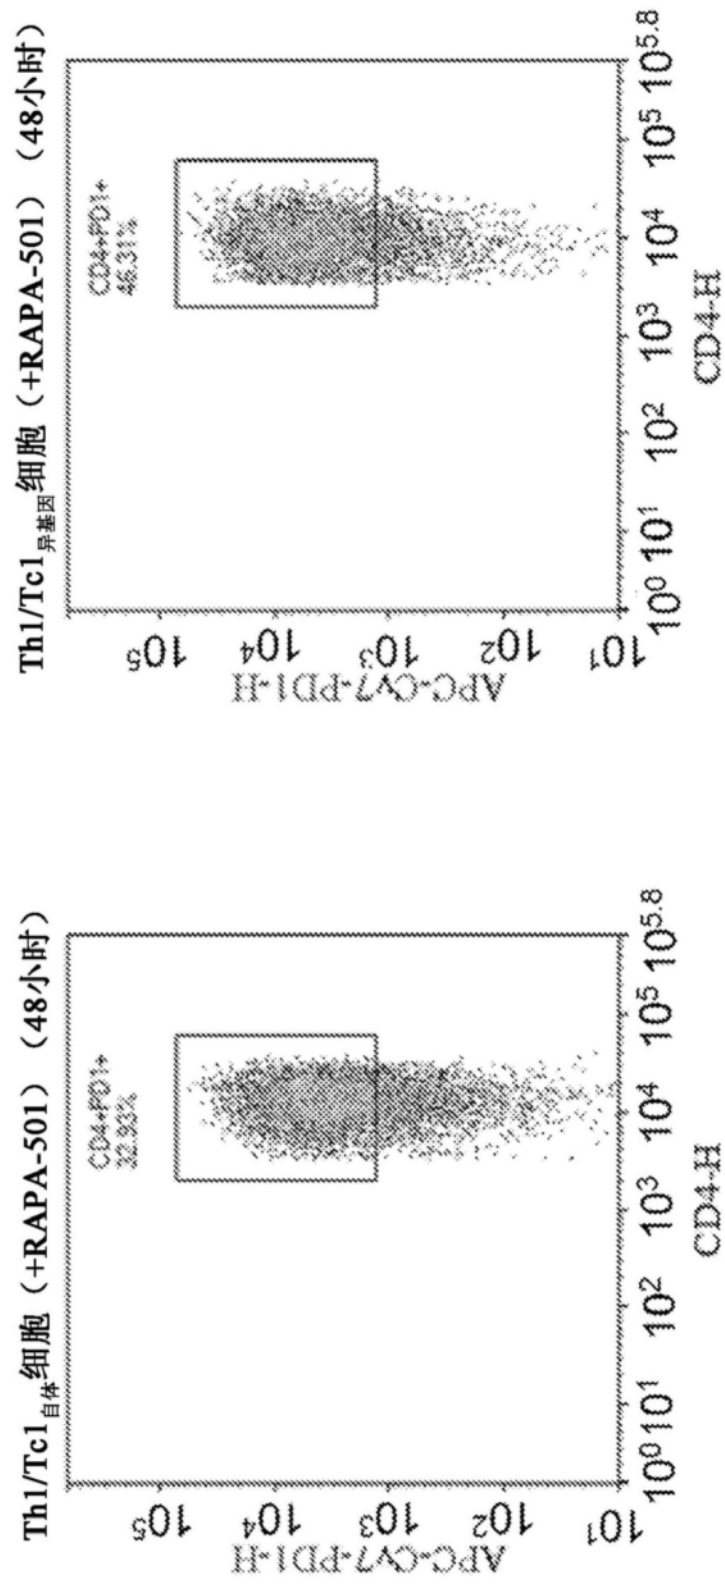 Th1/Tc1自体细胞（+RAPA-501）（48小时）
CD4+PD1+
32.93%
APC-Cy7-PD1-H
10⁵
10⁴
10³
10²
10¹
10⁰ 10¹ 10² 10³ 10⁴ 10⁵ 10⁵·⁸
CD4-H
Th1/Tc1异基因细胞（+RAPA-501）（48小时）
CD4+PD1+
46.31%
APC-Cy7-PD1-H
10⁵
10⁴
10³
10²
10¹
10⁰ 10¹ 10² 10³ 10⁴ 10⁵ 10⁵·⁸
CD4-H